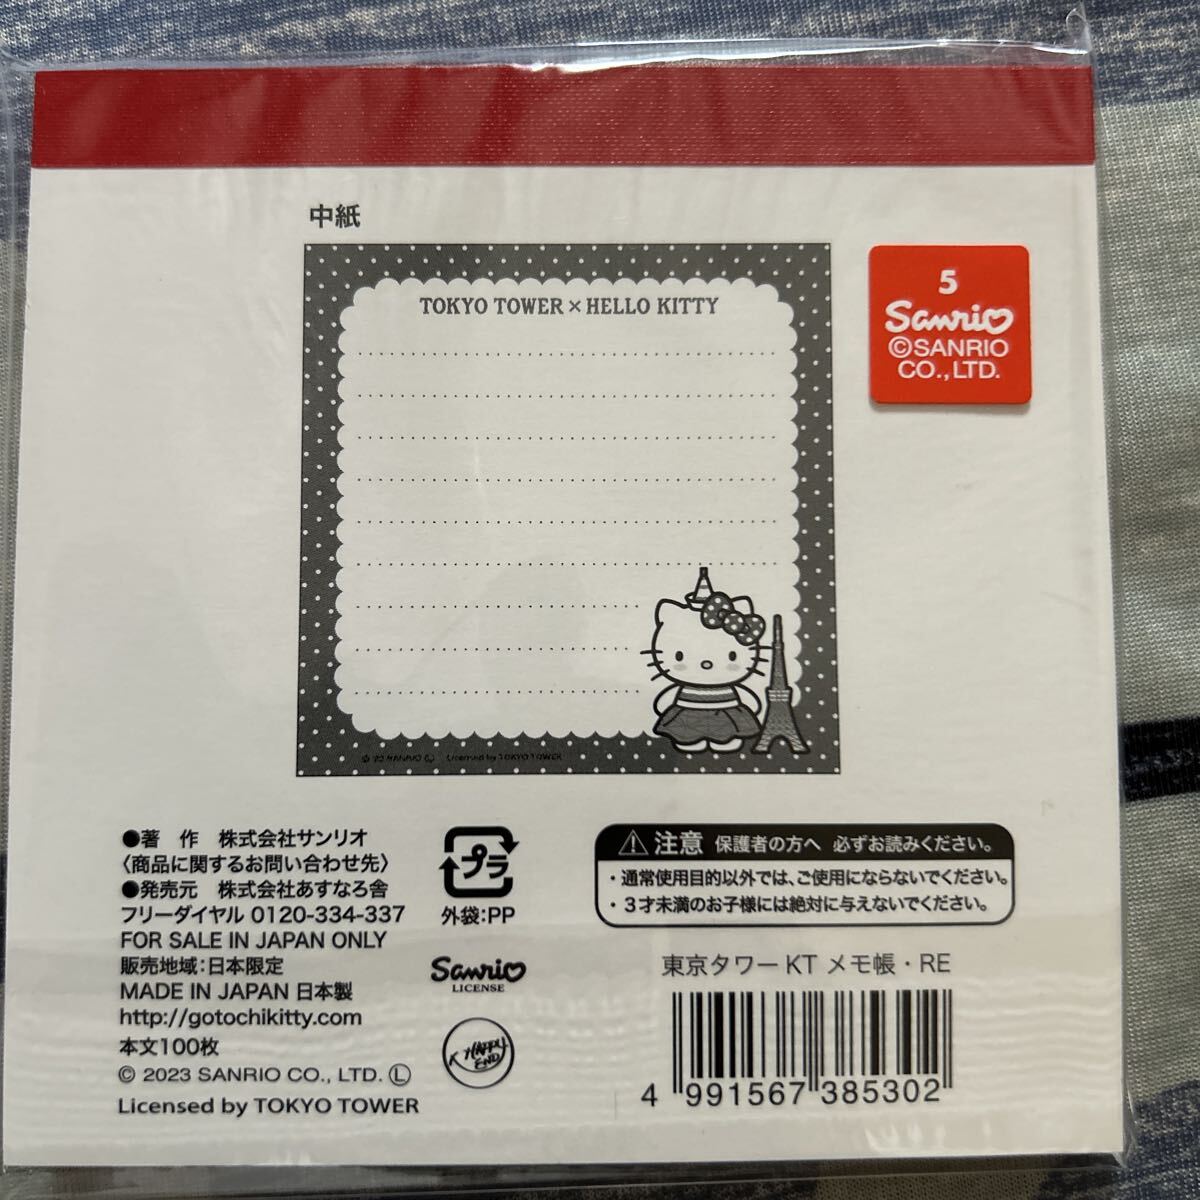 中紙
TOKYO TOWER × HELLO KITTY
Licensed by TOKYO TOWER
5
Sanrio
©SANRIO
CO.,LTD.
●著 作 株式会社サンリオ
〈商品に関するお問い合わせ先〉
●発売元 株式会社あすなろ舎
フリーダイヤル 0120-334-337
FOR SALE IN JAPAN ONLY
販売地域:日本限定
MADE IN JAPAN 日本製
http://gotochikitty.com
本文100枚
© 2023 SANRIO CO., LTD. Ⓛ
Licensed by TOKYO TOWER
プラ
外袋:PP
Sanrio
LICENSE
HAPPY
END
注意 保護者の方へ 必ずお読みください。
・通常使用目的以外では、ご使用にならないでください。
・3才未満のお子様には絶対に与えないでください。
東京タワー KT メモ帳・RE
4 991567 385302